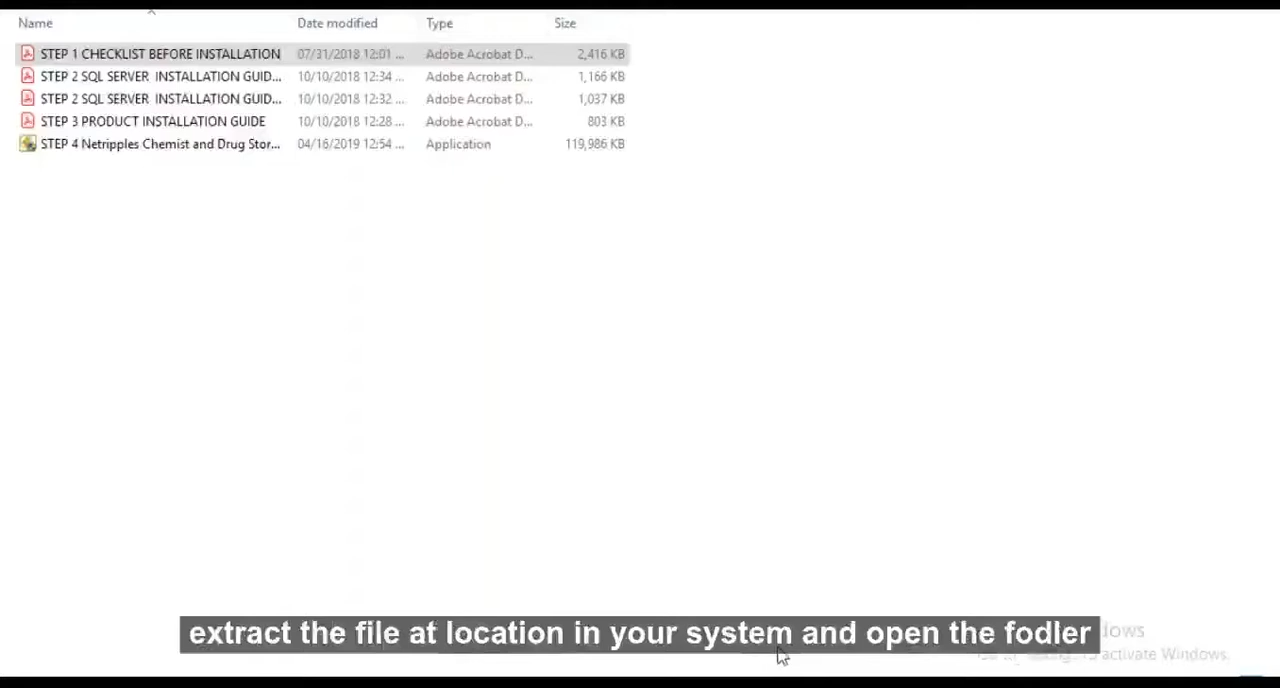 Name Date modified Type Size
STEP 1 CHECKLIST BEFORE INSTALLATION 07/31/2018 12:01 ... Adobe Acrobat D... 2,416 KB
STEP 2 SQL SERVER INSTALLATION GUID... 10/10/2018 12:34 ... Adobe Acrobat D... 1,166 KB
STEP 2 SQL SERVER INSTALLATION GUID... 10/10/2018 12:32 ... Adobe Acrobat D... 1,037 KB
STEP 3 PRODUCT INSTALLATION GUIDE 10/10/2018 12:28 ... Adobe Acrobat D... 803 KB
STEP 4 Netripples Chemist and Drug Stor... 04/16/2019 12:54 ... Application 119,986 KB
extract the file at location in your system and open the fodler
activate Windows.